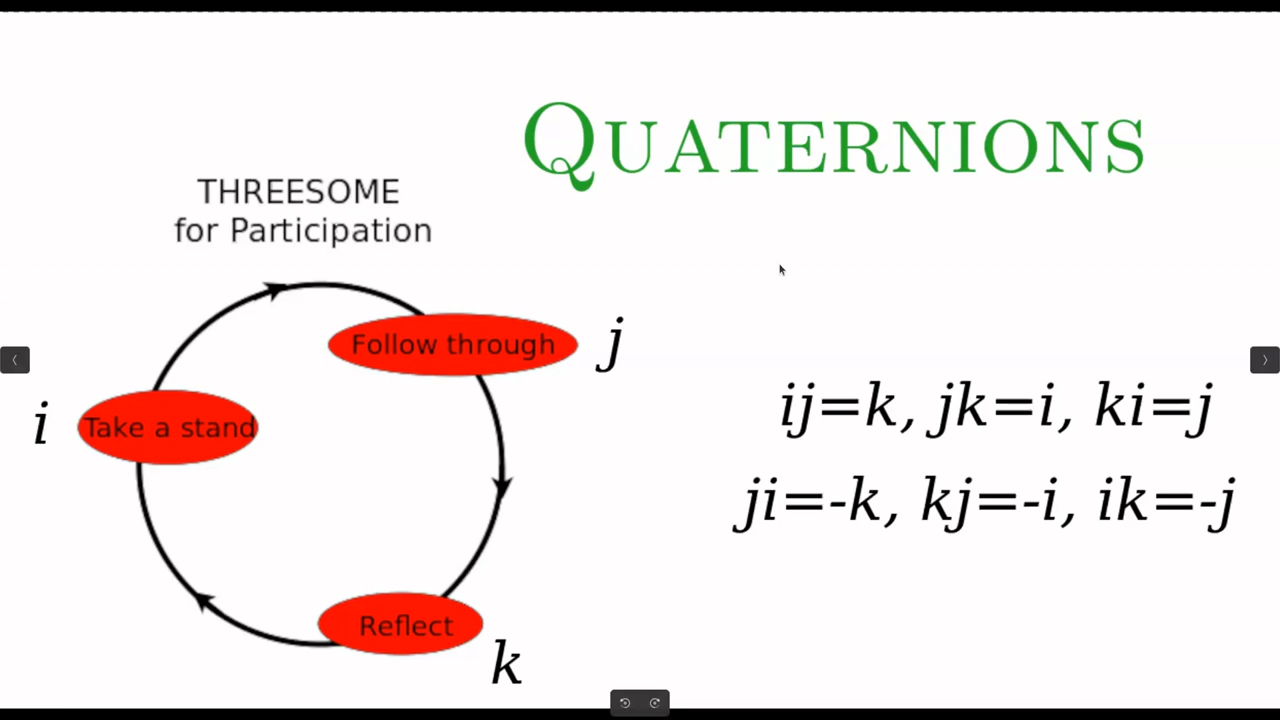 QUATERNIONS
THREESOME
for Participation
Follow through
j
i
Take a stand
ij=k, jk=i, ki=j
ji=-k, kj=-i, ik=-j
Reflect
k